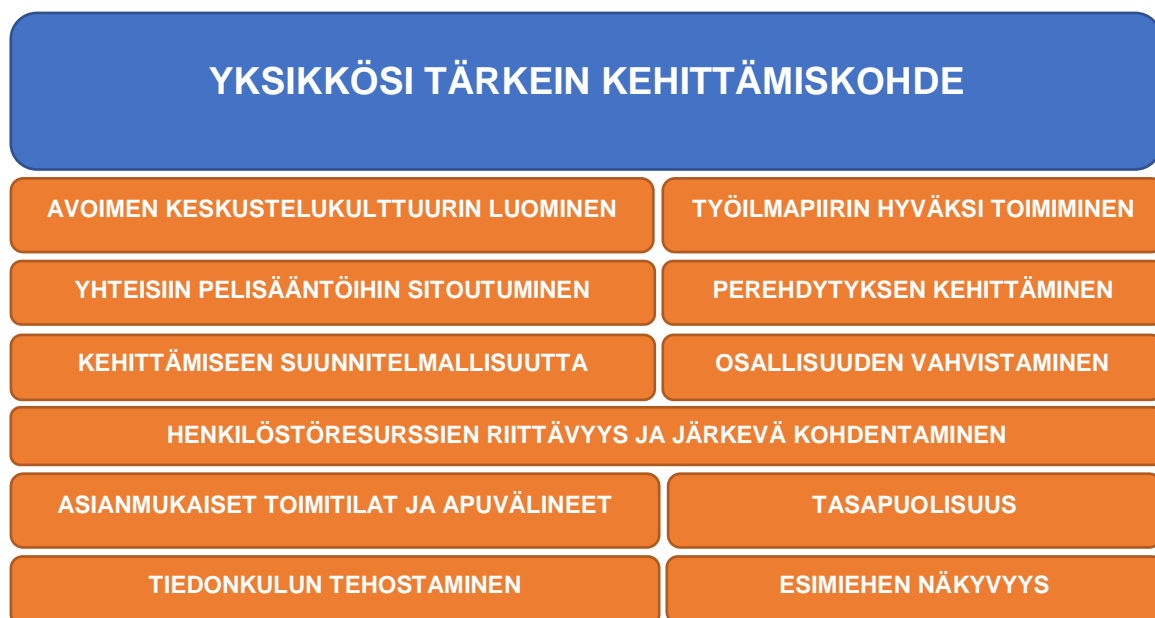 YKSIKKÖSI TÄRKEIN KEHITTÄMISKOHDE
AVOIMEN KESKUSTELUKULTTUURIN LUOMINEN
TYÖILMAPIIRIN HYVÄKSI TOIMIMINEN
YHTEISIIN PELISÄÄNTÖIHIN SITOUTUMINEN
PEREHDYTYKSEN KEHITTÄMINEN
KEHITTÄMISEEN SUUNNITELMALLISUUTTA
OSALLISUUDEN VAHVISTAMINEN
HENKILÖSTÖRESURSSIEN RIITTÄVYYS JA JÄRKEVÄ KOHDENTAMINEN
ASIANMUKAISET TOIMITILAT JA APUVÄLINEET
TASAPUOLISUUS
TIEDONKULUN TEHOSTAMINEN
ESIMIEHEN NÄKYVYYS